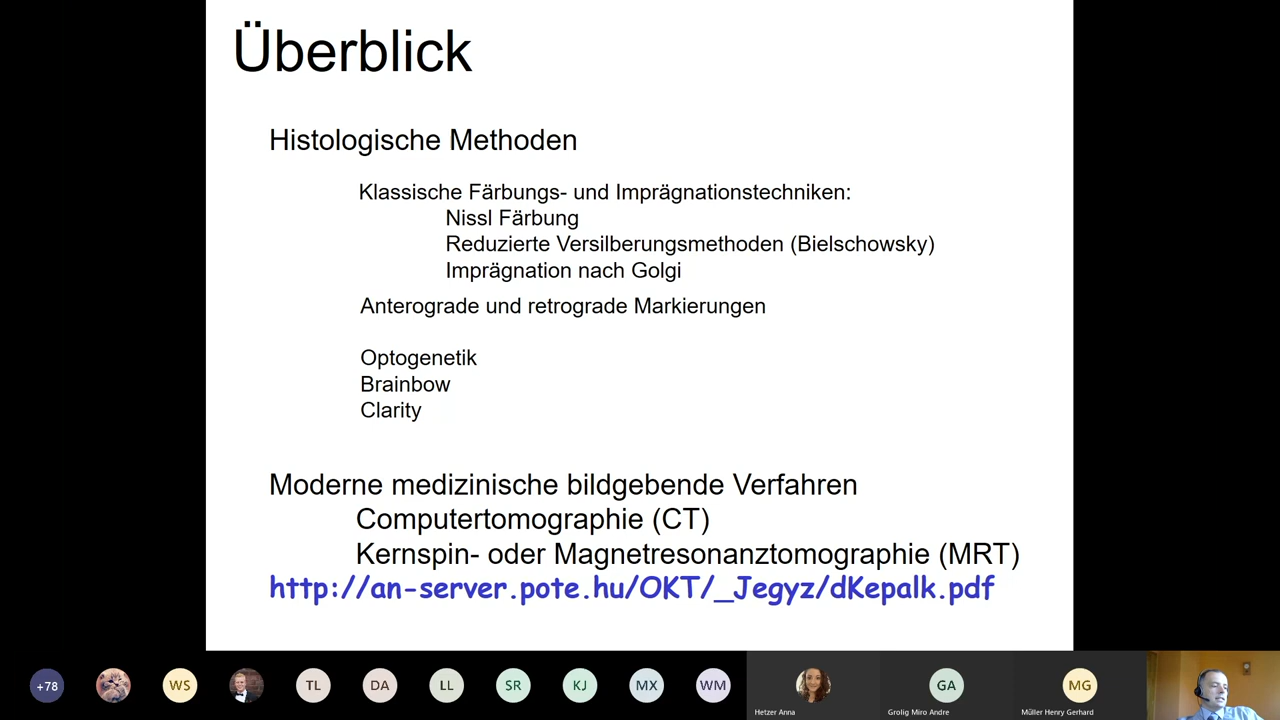 Überblick
Histologische Methoden
Klassische Färbungs- und Imprägnationstechniken:
Nissl Färbung
Reduzierte Versilberungsmethoden (Bielschowsky)
Imprägnation nach Golgi
Anterograde und retrograde Markierungen
Optogenetik
Brainbow
Clarity
Moderne medizinische bildgebende Verfahren
Computertomographie (CT)
Kernspin- oder Magnetresonanztomographie (MRT)
http://an-server.pote.hu/OKT/_Jegyz/dKepalk.pdf
+78 WS TL DA LL SR KJ MX WM GA MG
Hetzer Anna Grolig Miro Andre Müller Henry Gerhard